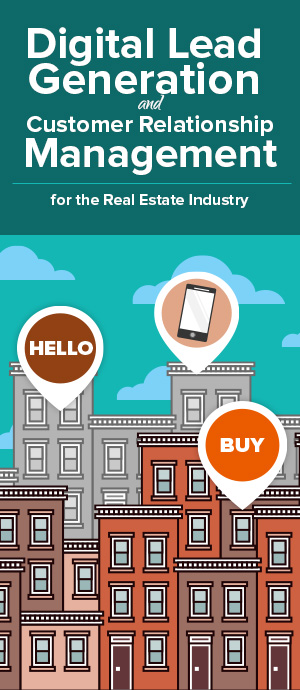 Digital Lead
Generation
and
Customer Relationship
Management
for the Real Estate Industry
HELLO
BUY